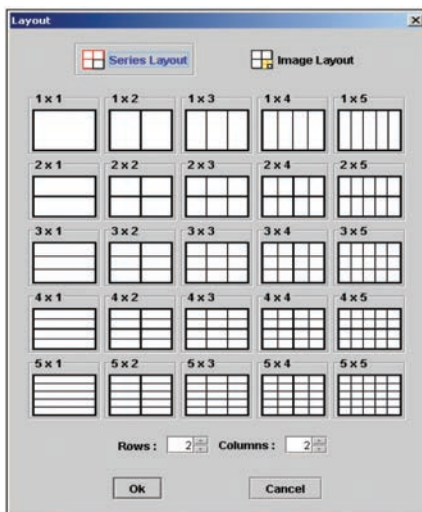 Layout
Series Layout Image Layout
1 x 1 1 x 2 1 x 3 1 x 4 1 x 5
2 x 1 2 x 2 2 x 3 2 x 4 2 x 5
3 x 1 3 x 2 3 x 3 3 x 4 3 x 5
4 x 1 4 x 2 4 x 3 4 x 4 4 x 5
5 x 1 5 x 2 5 x 3 5 x 4 5 x 5
Rows : 2 Columns : 2
Ok Cancel